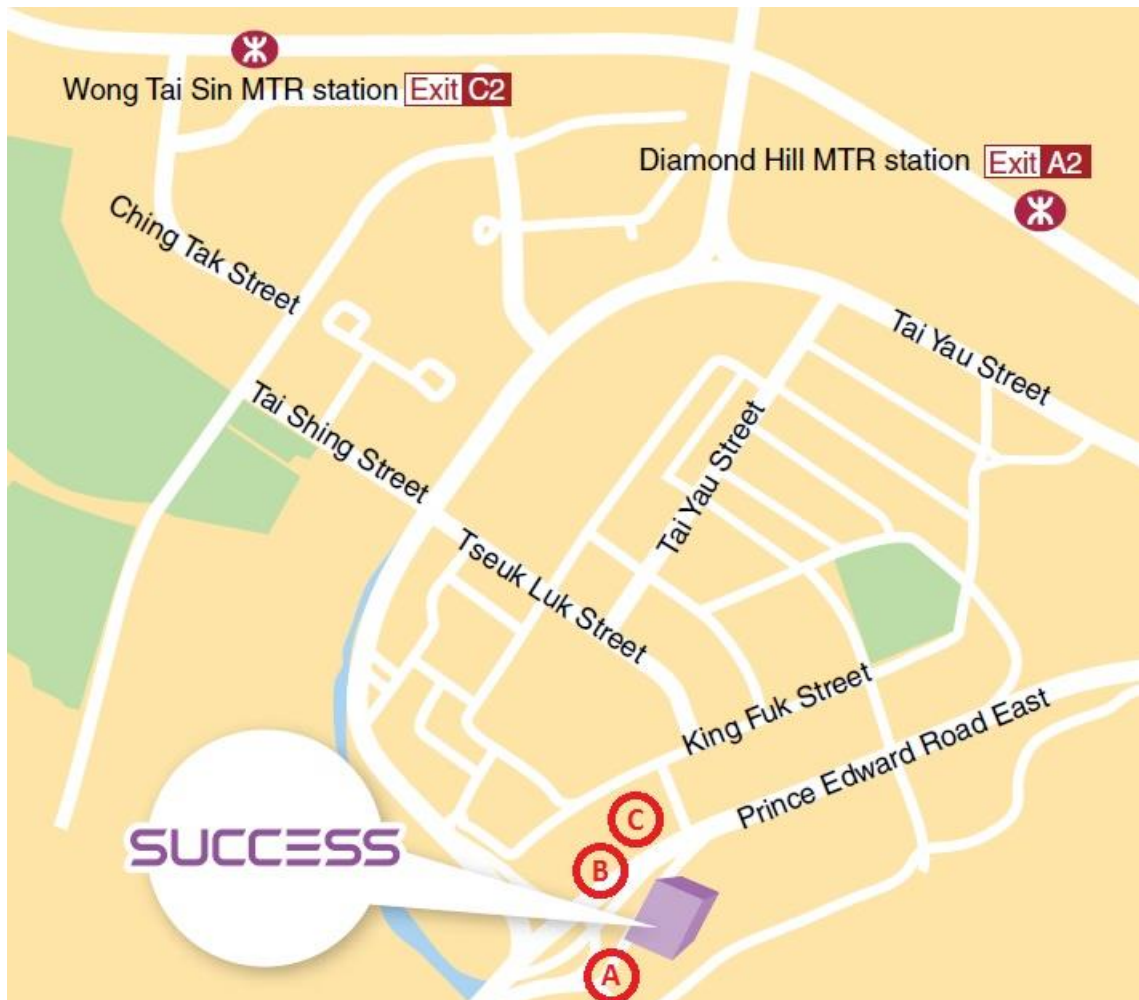 Wong Tai Sin MTR station Exit C2
Diamond Hill MTR station Exit A2
Ching Tak Street
Tai Yau Street
Tai Shing Street
Tai Yau Street
Tseuk Luk Street
King Fuk Street
Prince Edward Road East
C
SUCCESS
B
A